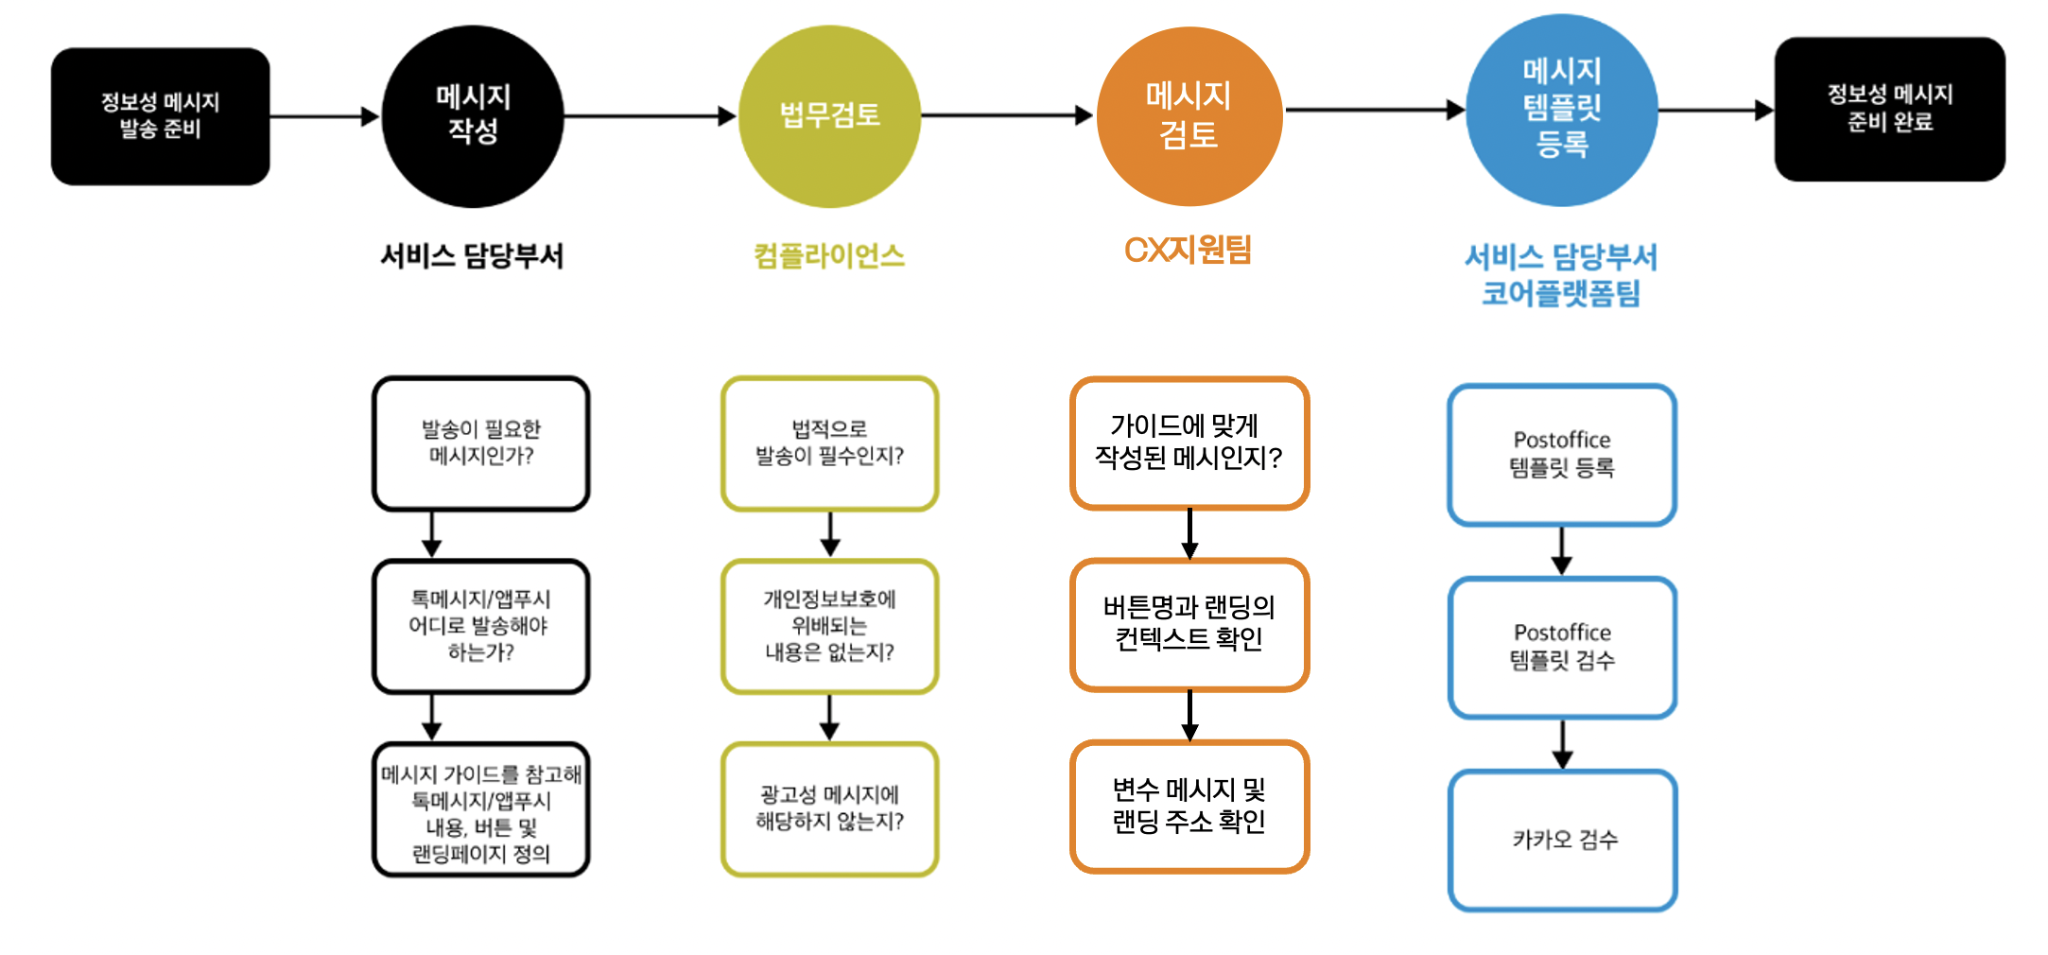 정보성 메시지
발송 준비
메시지
작성
법무검토
메시지
검토
메시지
템플릿
등록
정보성 메시지
준비 완료
서비스 담당부서
컴플라이언스
CX지원팀
서비스 담당부서
코어플랫폼팀
발송이 필요한
메시지인가?
톡메시지/앱푸시
어디로 발송해야
하는가?
메시지 가이드를 참고해
톡메시지/앱푸시
내용, 버튼 및
랜딩페이지 정의
법적으로
발송이 필수인지?
개인정보보호에
위배되는
내용은 없는지?
광고성 메시지에
해당하지 않는지?
가이드에 맞게
작성된 메시인지?
버튼명과 랜딩의
컨텍스트 확인
변수 메시지 및
랜딩 주소 확인
Postoffice
템플릿 등록
Postoffice
템플릿 검수
카카오 검수